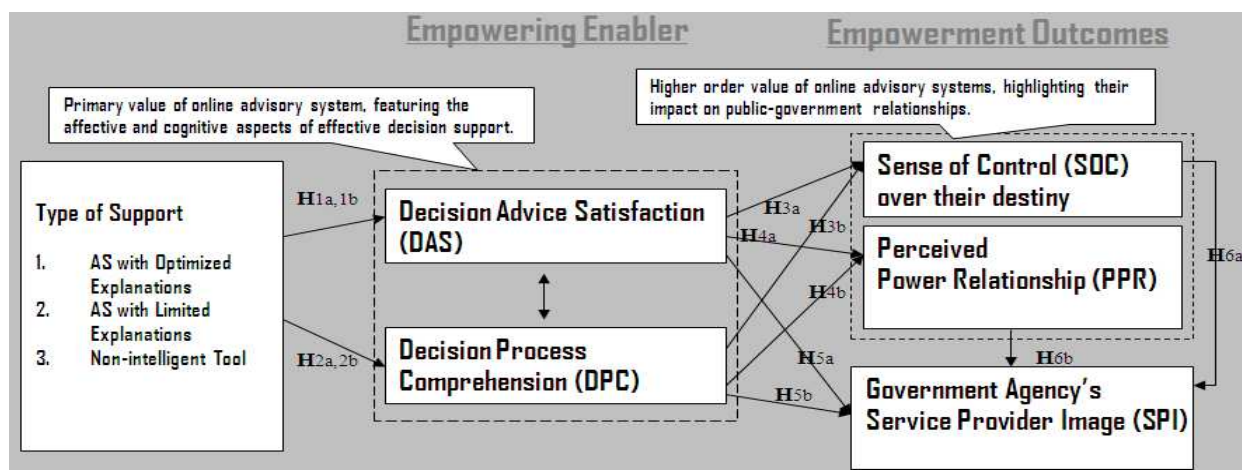 Empowering Enabler
Empowerment Outcomes
Primary value of online advisory system, featuring the
affective and cognitive aspects of effective decision support.
Higher order value of online advisory systems, highlighting their
impact on public-government relationships.
Type of Support
1. AS with Optimized
Explanations
2. AS with Limited
Explanations
3. Non-intelligent Tool
H1a, 1b
H2a, 2b
Decision Advice Satisfaction
(DAS)
Decision Process
Comprehension (DPC)
H3a
H3b
H4a
H4b
H5a
H5b
Sense of Control (SOC)
over their destiny
Perceived
Power Relationship (PPR)
H6a
H6b
Government Agency's
Service Provider Image (SPI)